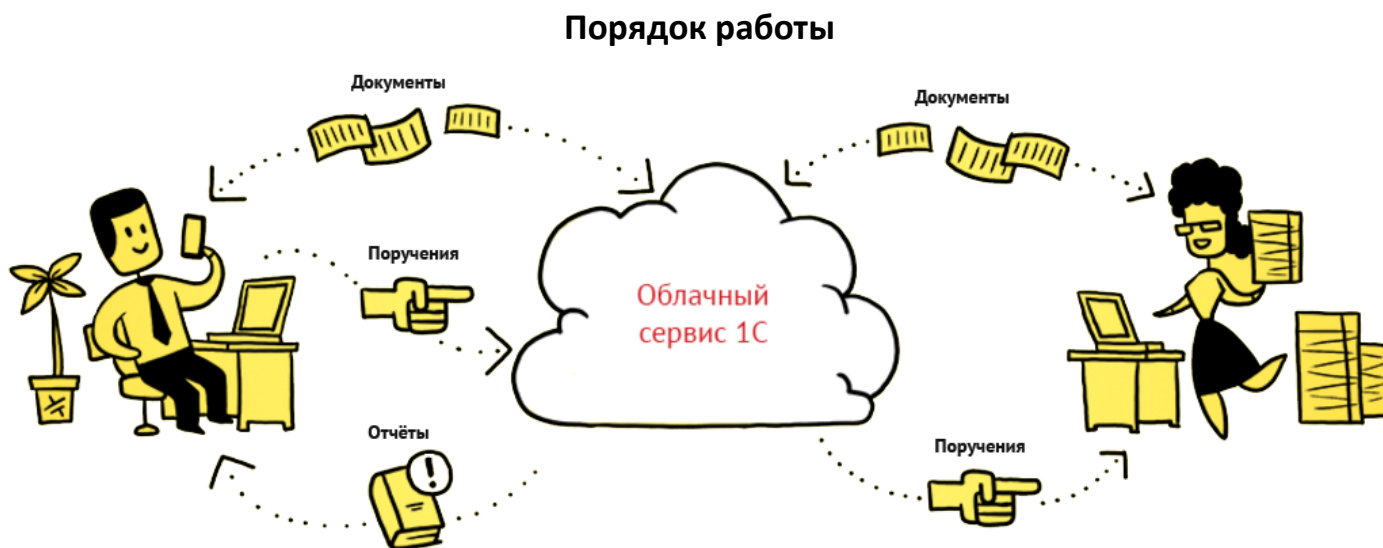 Порядок работы
Документы
Документы
Поручения
Облачный
сервис 1С
Отчёты
Поручения